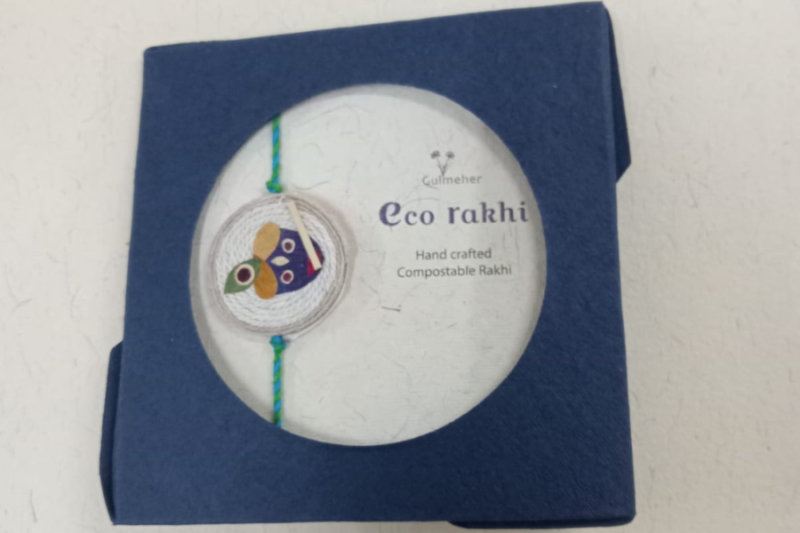 Gulmeher
eco rakhi
Hand crafted
Compostable Rakhi